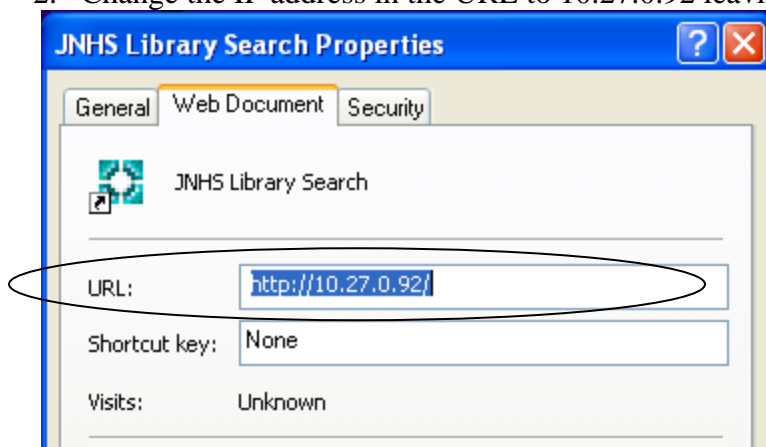 2. Change the IP address in the URL to 10.27.0.92 leavi
JNHS Library Search Properties
General Web Document Security
JNHS Library Search
URL: http://10.27.0.92/
Shortcut key: None
Visits: Unknown